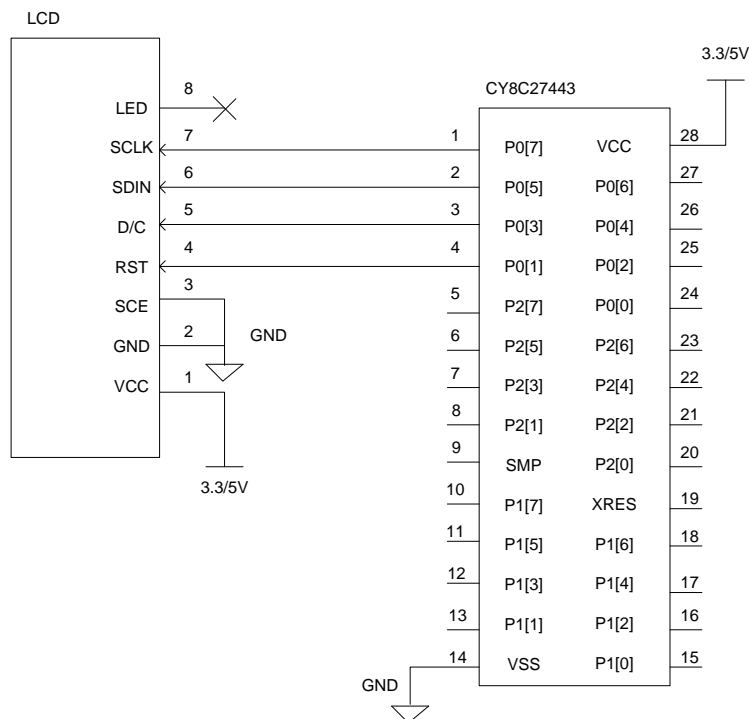 LCD
3.3/5V
CY8C27443
LED 8
SCLK 7 1 P0[7] VCC 28
SDIN 6 2 P0[5] P0[6] 27
D/C 5 3 P0[3] P0[4] 26
RST 4 4 P0[1] P0[2] 25
SCE 3 5 P2[7] P0[0] 24
GND 2 GND 6 P2[5] P2[6] 23
VCC 1 7 P2[3] P2[4] 22
8 P2[1] P2[2] 21
9 SMP P2[0] 20
3.3/5V
10 P1[7] XRES 19
11 P1[5] P1[6] 18
12 P1[3] P1[4] 17
13 P1[1] P1[2] 16
14 VSS P1[0] 15
GND